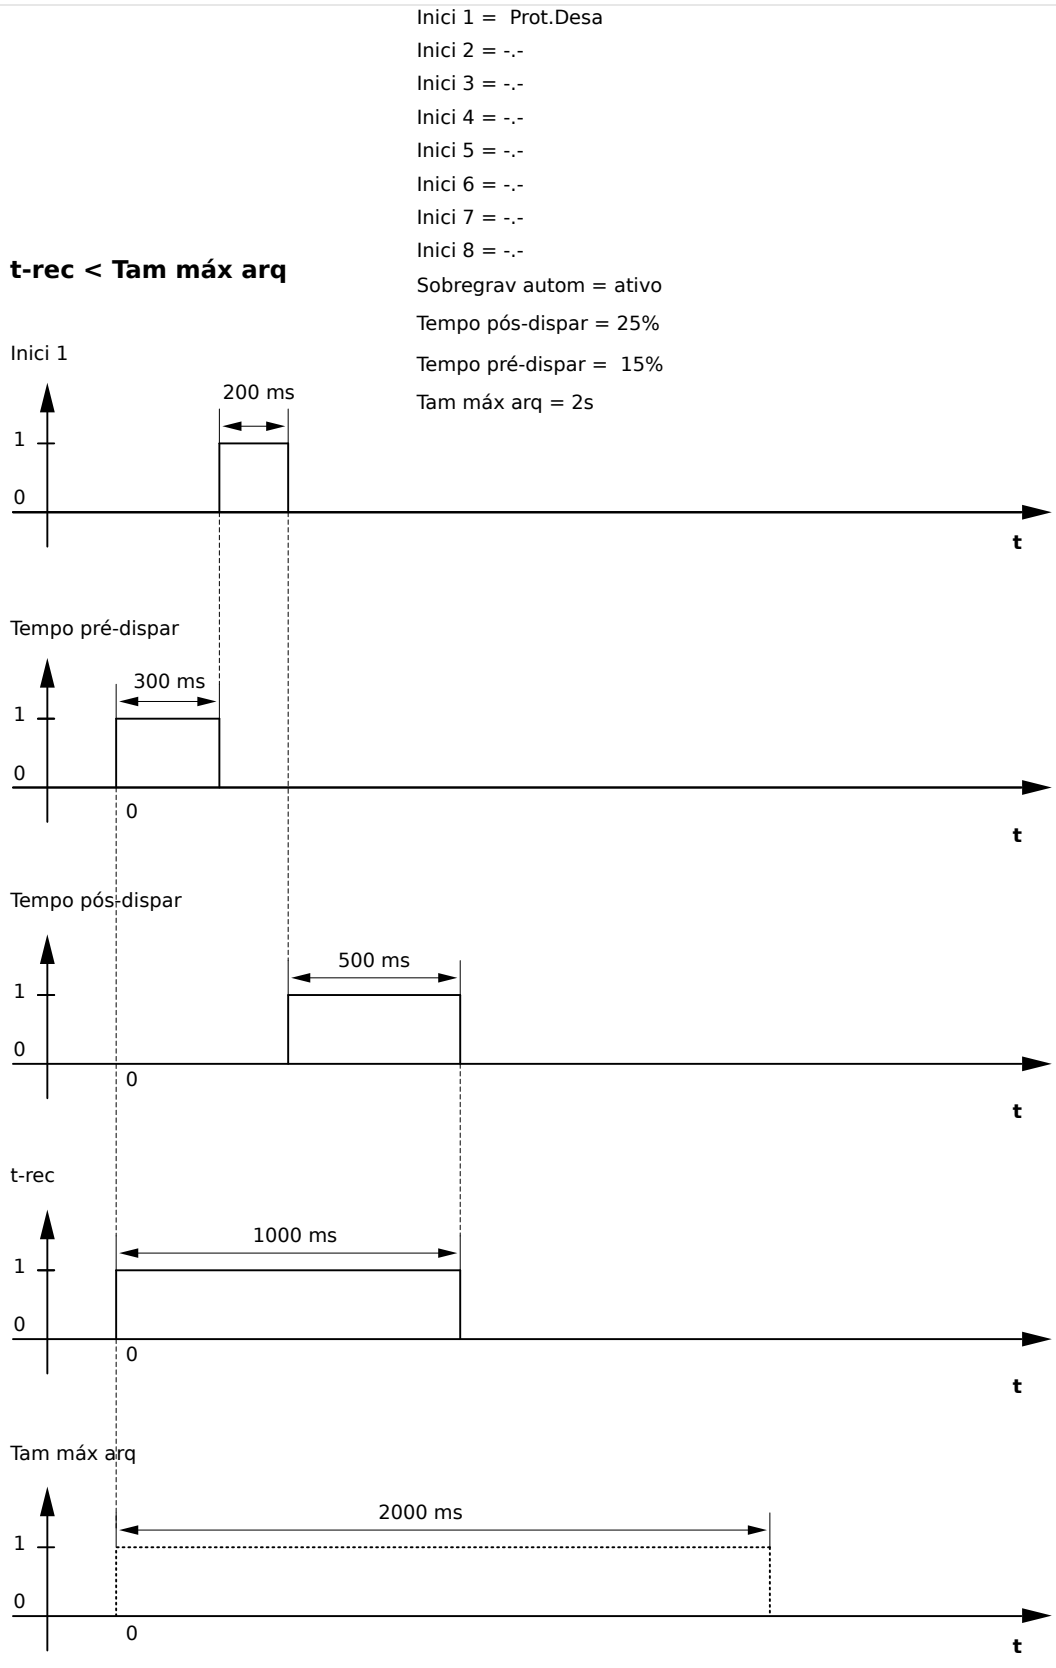 Inici 1 =  Prot.Desa
Inici 2 = -.-
Inici 3 = -.-
Inici 4 = -.-
Inici 5 = -.-
Inici 6 = -.-
Inici 7 = -.-
Inici 8 = -.-
t-rec < Tam máx arq
Sobregrav autom = ativo
Tempo pós-dispar = 25%
Tempo pré-dispar =  15%
Tam máx arq = 2s
Inici 1
200 ms
1
0
t
Tempo pré-dispar
300 ms
1
0
0
t
Tempo pós-dispar
500 ms
1
0
0
t
t-rec
1000 ms
1
0
0
t
Tam máx arq
2000 ms
1
0
0
t